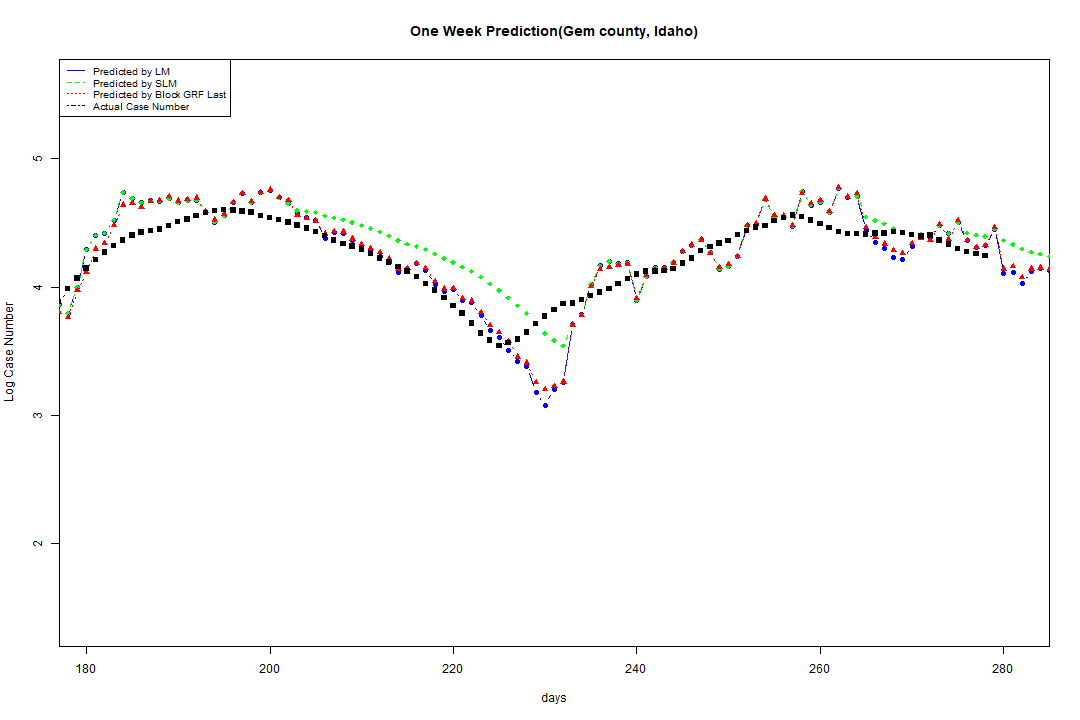 One Week Prediction(Gem county, Idaho)
Predicted by LM
Predicted by SLM
Predicted by Block GRF Last
Actual Case Number
5
4
3
2
Log Case Number
180 200 220 240 260 280
days